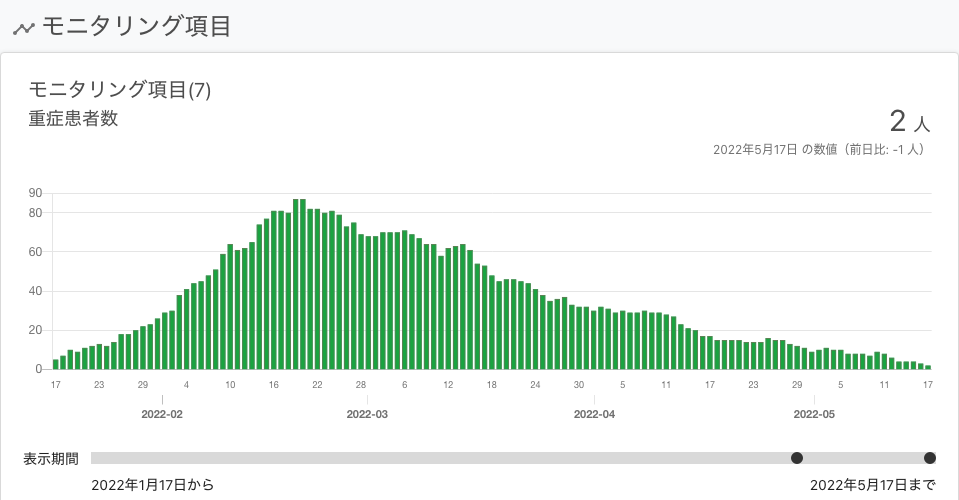 モニタリング項目
モニタリング項目(7)
重症患者数
2 人
2022年5月17日 の数値（前日比: -1 人）
90
80
60
40
20
0
17 23 29 4 10 16 22 28 6 12 18 24 30 5 11 17 23 29 5 11 17
2022-02 2022-03 2022-04 2022-05
表示期間
2022年1月17日から 2022年5月17日まで